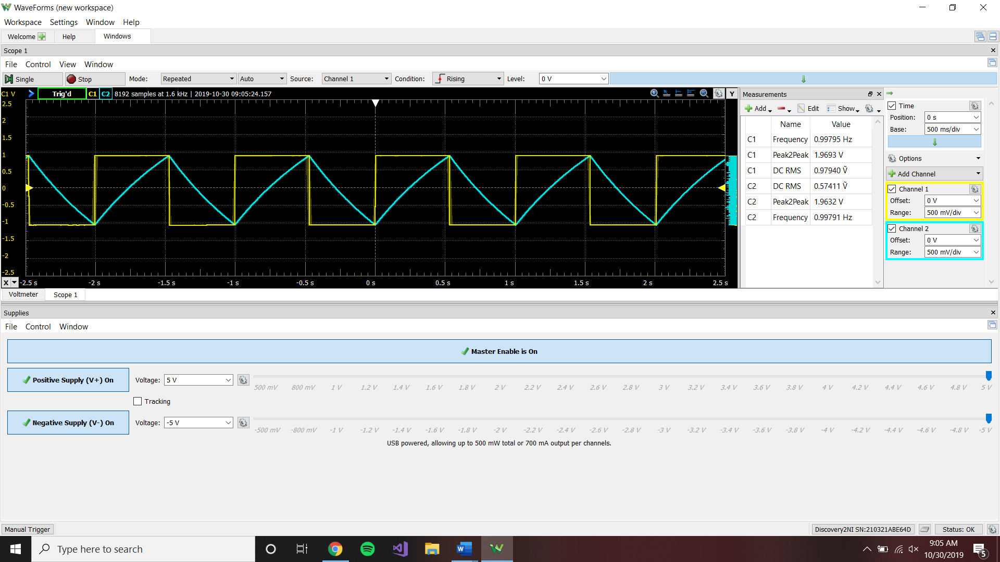 WaveForms (new workspace)
Workspace Settings Window Help
Welcome Help Windows
Scope 1
File Control View Window
Single Stop Mode: Repeated Auto Source: Channel 1 Condition: Rising Level: 0 V
C1 V Trig'd C1 C2 8192 samples at 1.6 kHz | 2019-10-30 09:05:24.157 Y
2.5
2
1.5
1
0.5
0
-0.5
-1
-1.5
-2
-2.5
X -2.5 s -2 s -1.5 s -1 s -0.5 s 0 s 0.5 s 1 s 1.5 s 2 s 2.5 s
Measurements
Add Edit Show
Name Value
C1 Frequency 0.99795 Hz
C1 Peak2Peak 1.9693 V
C1 DC RMS 0.97940 Ṽ
C2 DC RMS 0.57411 Ṽ
C2 Peak2Peak 1.9632 V
C2 Frequency 0.99791 Hz
Time
Position: 0 s
Base: 500 ms/div
Options
Add Channel
Channel 1
Offset: 0 V
Range: 500 mV/div
Channel 2
Offset: 0 V
Range: 500 mV/div
Voltmeter Scope 1
Supplies
File Control Window
Master Enable is On
Positive Supply (V+) On Voltage: 5 V
500 mV 800 mV 1 V 1.2 V 1.4 V 1.6 V 1.8 V 2 V 2.2 V 2.4 V 2.6 V 2.8 V 3 V 3.2 V 3.4 V 3.6 V 3.8 V 4 V 4.2 V 4.4 V 4.6 V 4.8 V 5 V
Tracking
Negative Supply (V-) On Voltage: -5 V
-500 mV -800 mV -1 V -1.2 V -1.4 V -1.6 V -1.8 V -2 V -2.2 V -2.4 V -2.6 V -2.8 V -3 V -3.2 V -3.4 V -3.6 V -3.8 V -4 V -4.2 V -4.4 V -4.6 V -4.8 V -5 V
USB powered, allowing up to 500 mW total or 700 mA output per channels.
Manual Trigger Discovery2NI SN:210321ABE64D Status: OK
Type here to search
9:05 AM
10/30/2019
5